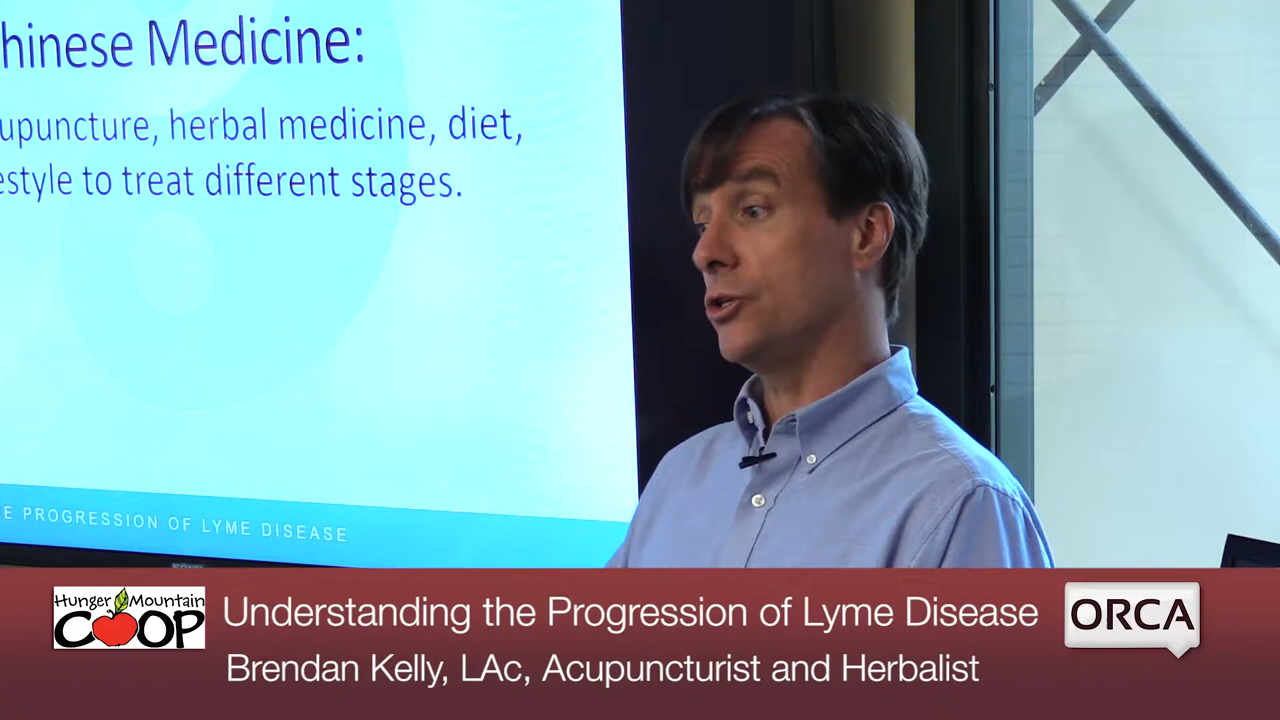 hinese Medicine:
upuncture, herbal medicine, diet,
estyle to treat different stages.
E PROGRESSION OF LYME DISEASE
Hunger Mountain
COOP
Understanding the Progression of Lyme Disease
ORCA
Brendan Kelly, LAc, Acupuncturist and Herbalist